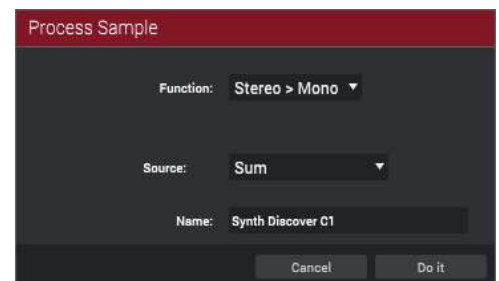 Process Sample
Function: Stereo > Mono
Source: Sum
Name: Synth Discover C1
Cancel Do it